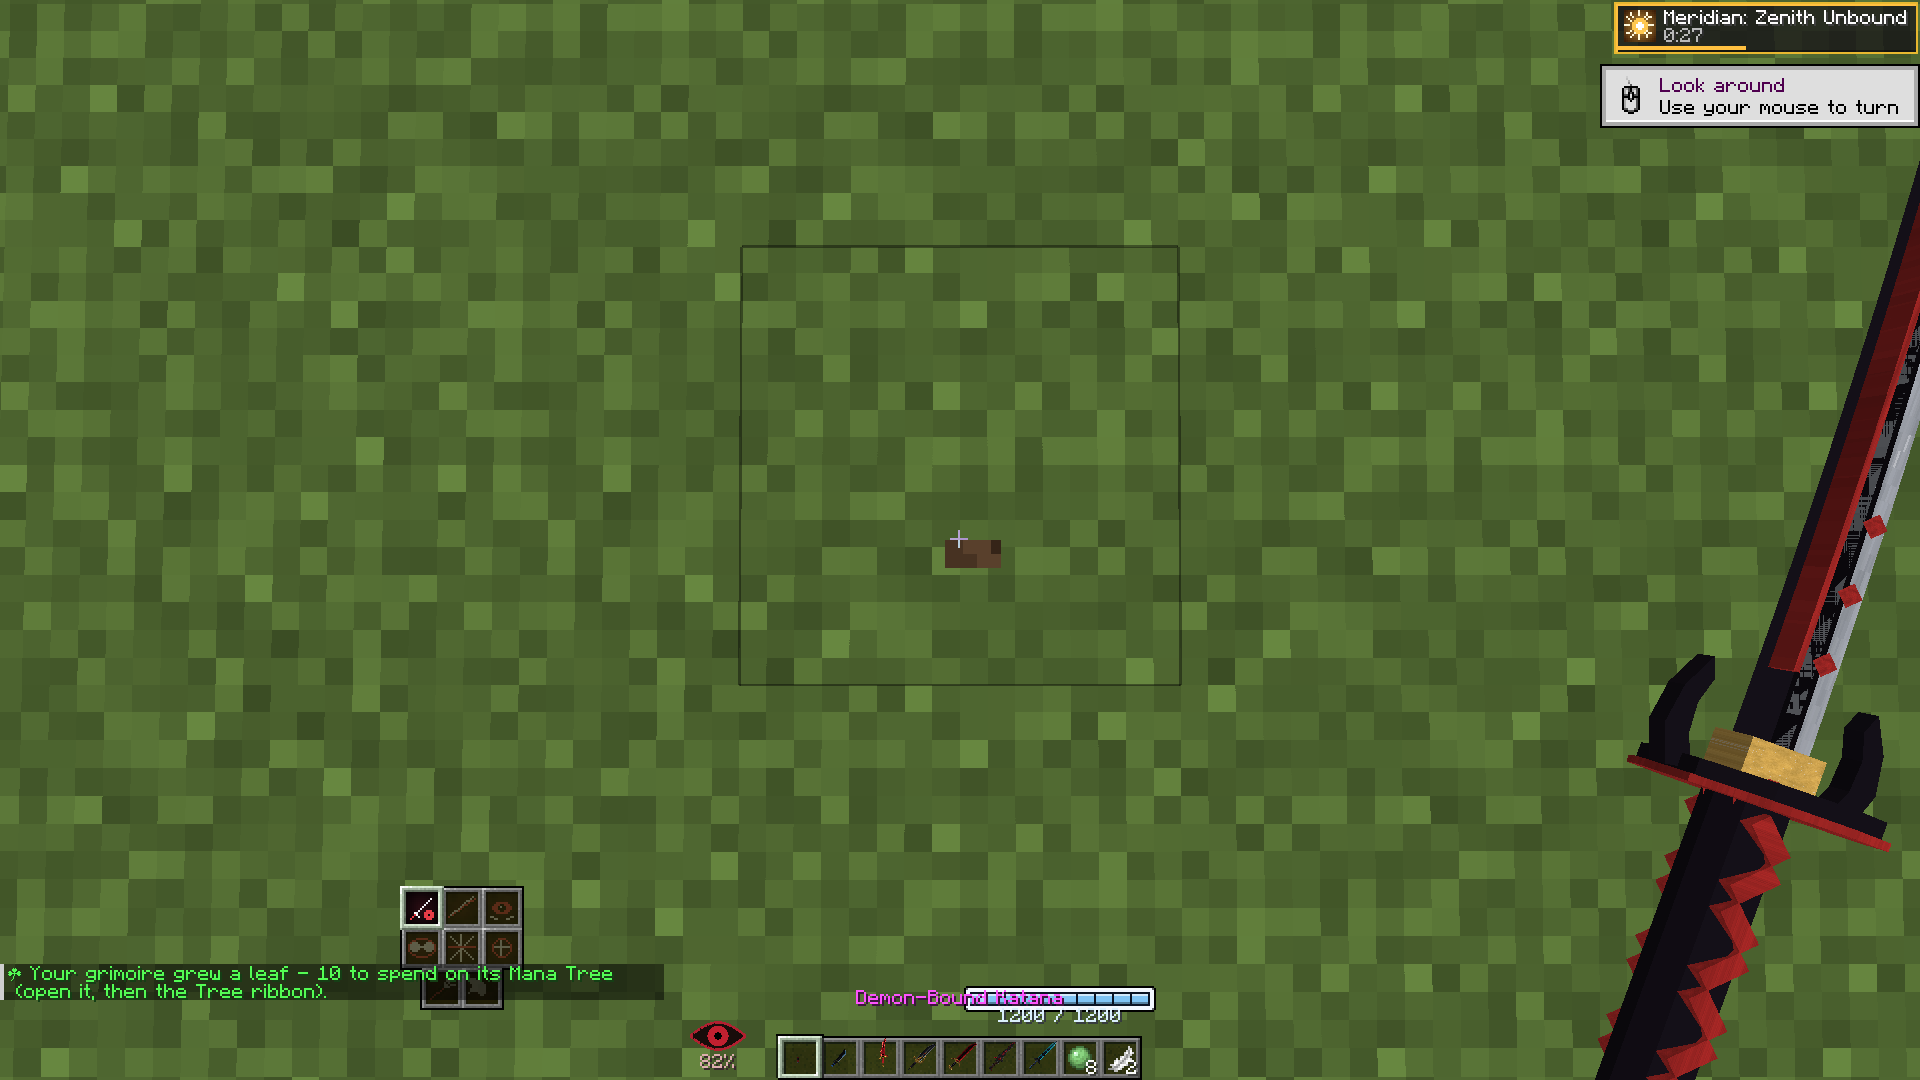 Meridian: Zenith Unbound
0:27
Look around
Use your mouse to turn
Your grimoire grew a leaf - 10 to spend on its Mana Tree
(open it, then the Tree ribbon).
Demon-Bound Katana
1200 / 1200
82%
8
2